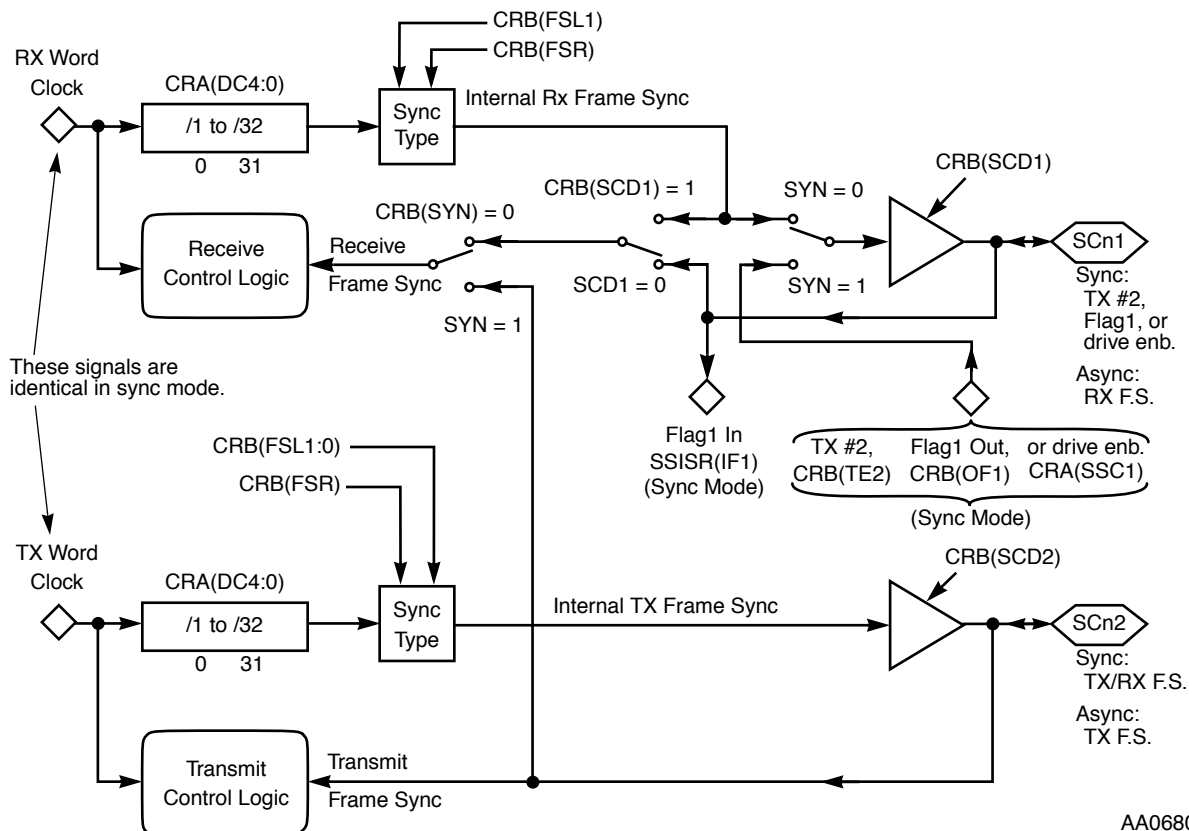 CRB(FSL1)
CRB(FSR)
RX Word
Clock
CRA(DC4:0)
/1 to /32
0 31
Sync
Type
Internal Rx Frame Sync
CRB(SCD1)
CRB(SCD1) = 1
SYN = 0
CRB(SYN) = 0
Receive
Control Logic
Receive
Frame Sync
SCn1
SCD1 = 0
SYN = 1
SYN = 1
Sync:
TX #2,
Flag1, or
drive enb.
Async:
RX F.S.
These signals are
identical in sync mode.
Flag1 In
SSISR(IF1)
(Sync Mode)
TX #2, Flag1 Out, or drive enb.
CRB(TE2) CRB(OF1) CRA(SSC1)
(Sync Mode)
CRB(FSL1:0)
CRB(FSR)
TX Word
Clock
CRA(DC4:0)
/1 to /32
0 31
Sync
Type
Internal TX Frame Sync
CRB(SCD2)
SCn2
Sync:
TX/RX F.S.
Async:
TX F.S.
Transmit
Control Logic
Transmit
Frame Sync